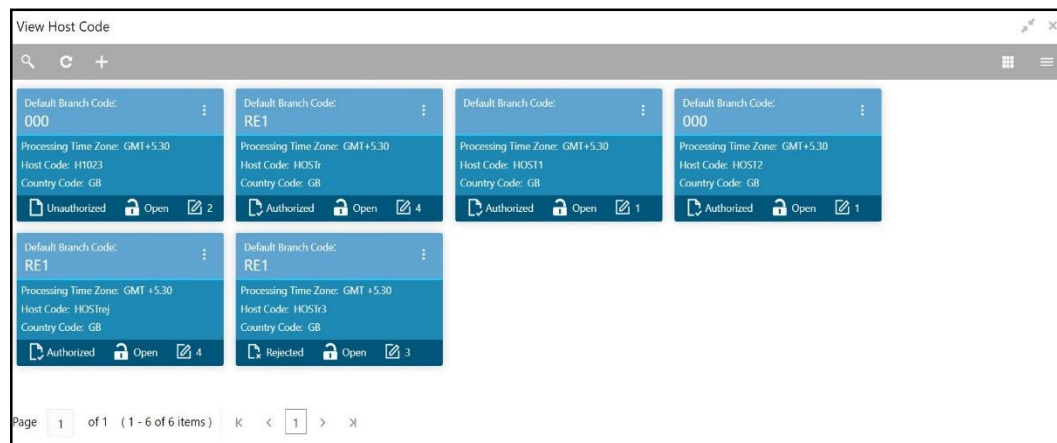 View Host Code
Default Branch Code:
000
Processing Time Zone: GMT+5.30
Host Code: H1023
Country Code: GB
Unauthorized Open 2
Default Branch Code:
RE1
Processing Time Zone: GMT+5.30
Host Code: HOSTr
Country Code: GB
Authorized Open 4
Default Branch Code:
Processing Time Zone: GMT+5.30
Host Code: HOST1
Country Code: GB
Authorized Open 1
Default Branch Code:
000
Processing Time Zone: GMT+5.30
Host Code: HOST2
Country Code: GB
Authorized Open 1
Default Branch Code:
RE1
Processing Time Zone: GMT +5.30
Host Code: HOSTrej
Country Code: GB
Authorized Open 4
Default Branch Code:
RE1
Processing Time Zone: GMT +5.30
Host Code: HOSTr3
Country Code: GB
Rejected Open 3
Page 1 of 1 ( 1 - 6 of 6 items ) 1